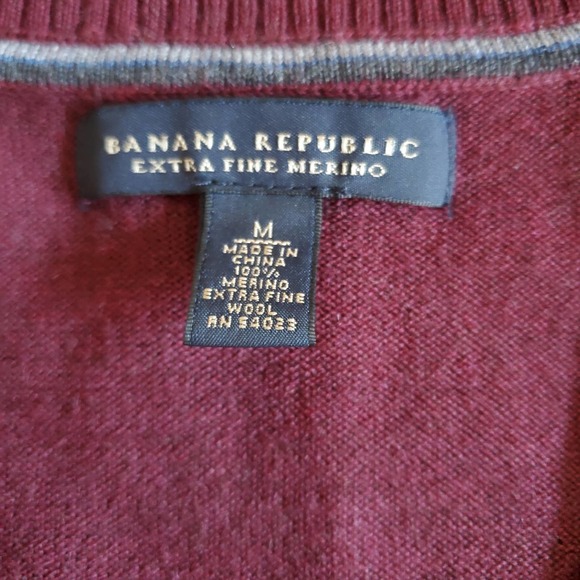 BANANA REPUBLIC
EXTRA FINE MERINO
M
MADE IN
CHINA
100%
MERINO
EXTRA FINE
WOOL
RN 54023